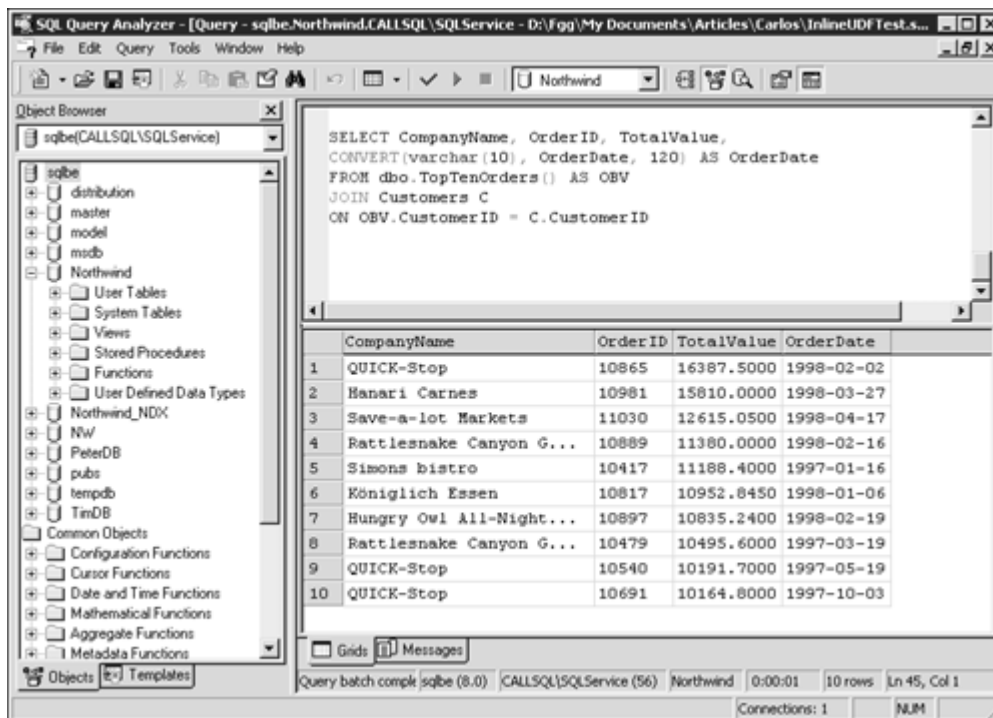 SQL Query Analyzer - [Query - sqlbe.Northwind.CALLSQL\SQLService - D:\Fgg\My Documents\Articles\Carlos\InlineUDFTest.s...
File Edit Query Tools Window Help
Northwind
Object Browser
sqlbe(CALLSQL\SQLService)
sqlbe
distribution
master
model
msdb
Northwind
User Tables
System Tables
Views
Stored Procedures
Functions
User Defined Data Types
Northwind_NDX
NW
PeterDB
pubs
tempdb
TimDB
Common Objects
Configuration Functions
Cursor Functions
Date and Time Functions
Mathematical Functions
Aggregate Functions
Metadata Functions
Objects Templates
SELECT CompanyName, OrderID, TotalValue,
CONVERT(varchar(10), OrderDate, 120) AS OrderDate
FROM dbo.TopTenOrders() AS OBV
JOIN Customers C
ON OBV.CustomerID = C.CustomerID
CompanyName OrderID TotalValue OrderDate
1 QUICK-Stop 10865 16387.5000 1998-02-02
2 Hanari Carnes 10981 15810.0000 1998-03-27
3 Save-a-lot Markets 11030 12615.0500 1998-04-17
4 Rattlesnake Canyon G... 10889 11380.0000 1998-02-16
5 Simons bistro 10417 11188.4000 1997-01-16
6 Königlich Essen 10817 10952.8450 1998-01-06
7 Hungry Owl All-Night... 10897 10835.2400 1998-02-19
8 Rattlesnake Canyon G... 10479 10495.6000 1997-03-19
9 QUICK-Stop 10540 10191.7000 1997-05-19
10 QUICK-Stop 10691 10164.8000 1997-10-03
Grids Messages
Query batch comple sqlbe (8.0) CALLSQL\SQLService (56) Northwind 0:00:01 10 rows Ln 45, Col 1
Connections: 1 NUM